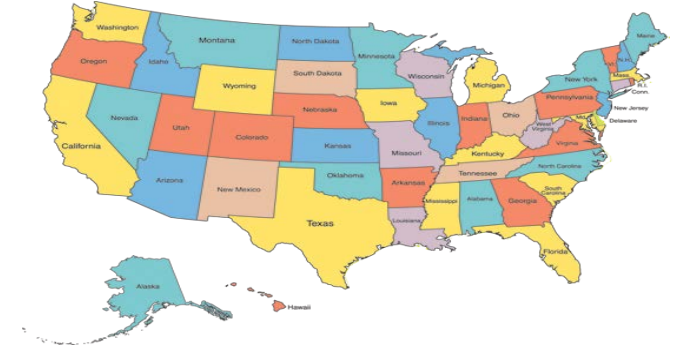 Washington
Oregon
California
Nevada
Idaho
Montana
Wyoming
Utah
Colorado
Arizona
New Mexico
North Dakota
South Dakota
Nebraska
Kansas
Oklahoma
Texas
Minnesota
Iowa
Missouri
Arkansas
Louisiana
Wisconsin
Illinois
Michigan
Indiana
Ohio
Kentucky
Tennessee
Mississippi
Alabama
Georgia
Florida
South
Carolina
North Carolina
Virginia
West
Virginia
Pennsylvania
New York
Maine
Mass.
R.I.
Conn.
New Jersey
Delaware
Alaska
Hawaii